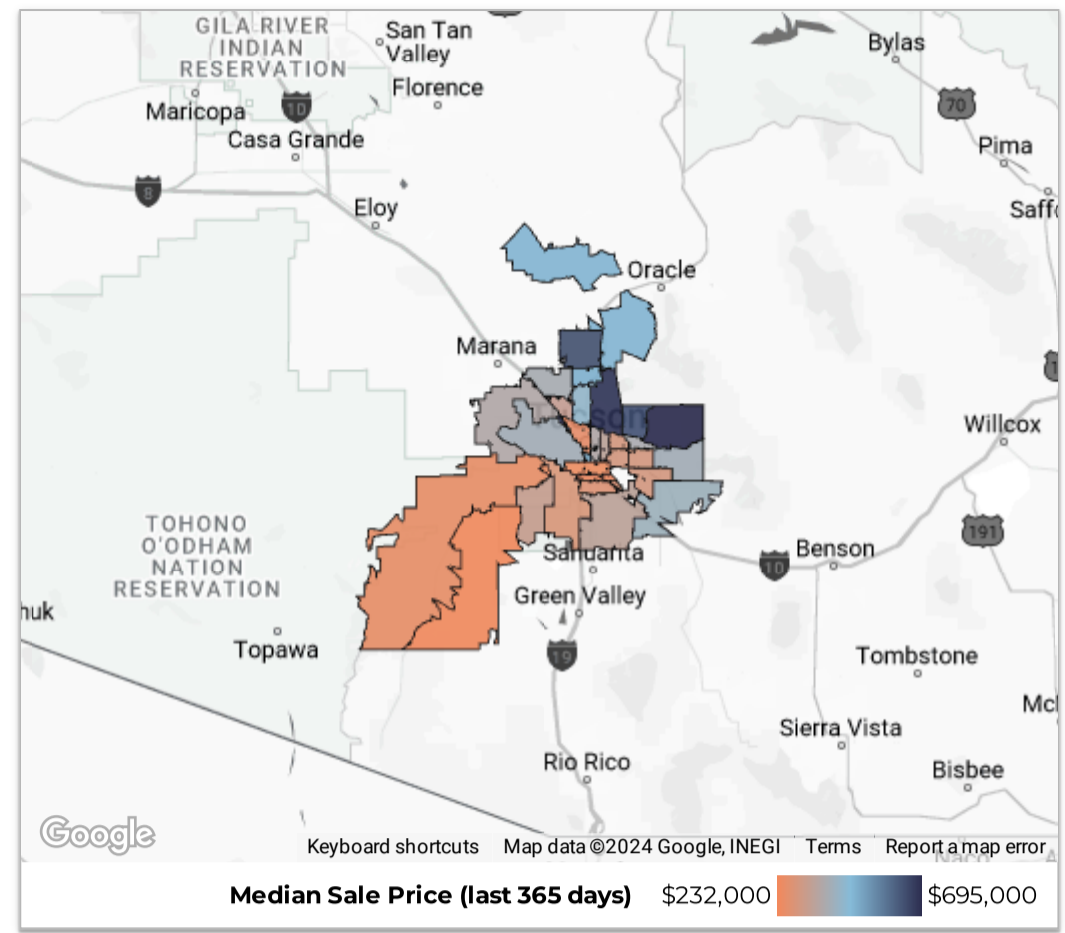 GILA RIVER
INDIAN
RESERVATION
San Tan
Valley
Bylas
Florence
70
Maricopa
10
Casa Grande
Pima
8
Eloy
Oracle
Marana
Tucson
Willcox
TOHONO
O'ODHAM
NATION
RESERVATION
191
Sahuarita
10
Benson
Green Valley
Topawa
19
Tombstone
Sierra Vista
Rio Rico
Bisbee
Google
Keyboard shortcuts Map data ©2024 Google, INEGI Terms Report a map error
Naco
Median Sale Price (last 365 days) $232,000 $695,000